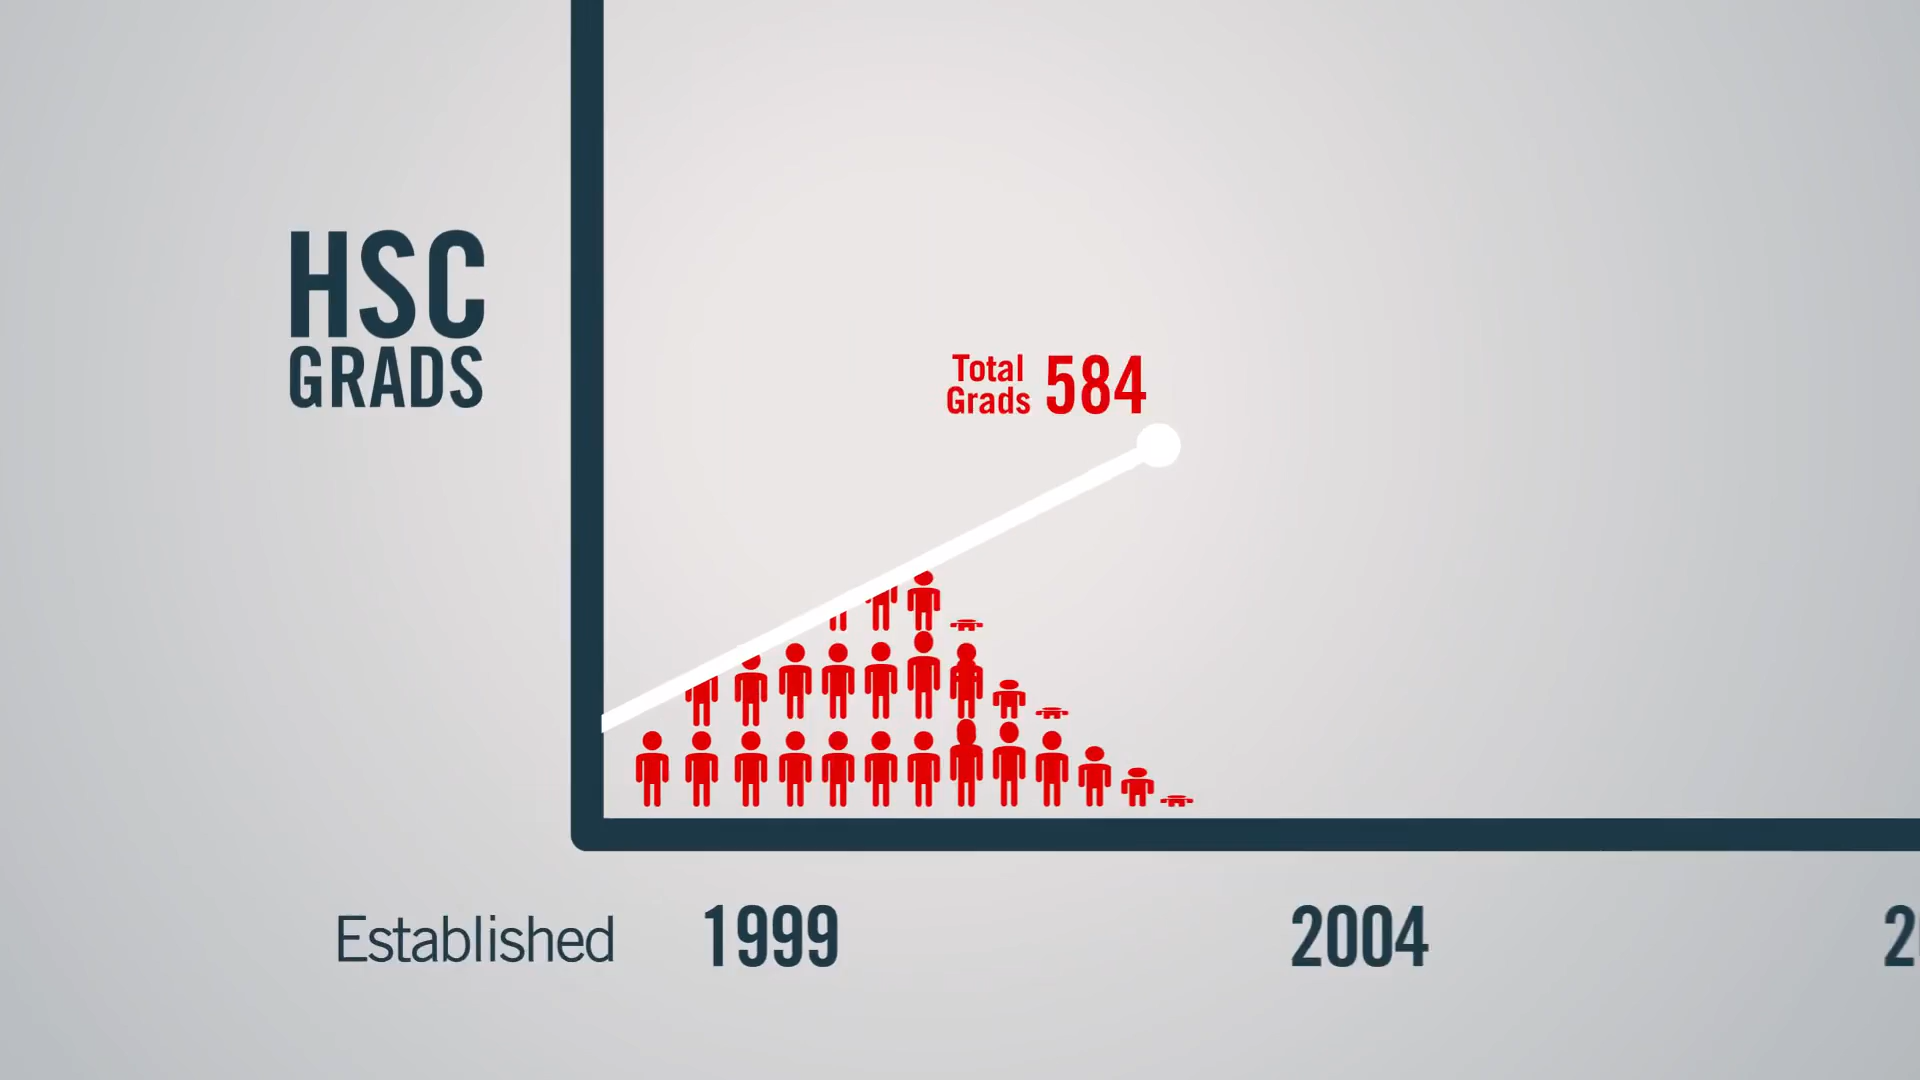 HSC
GRADS
Total
Grads 584
Established 1999 2004